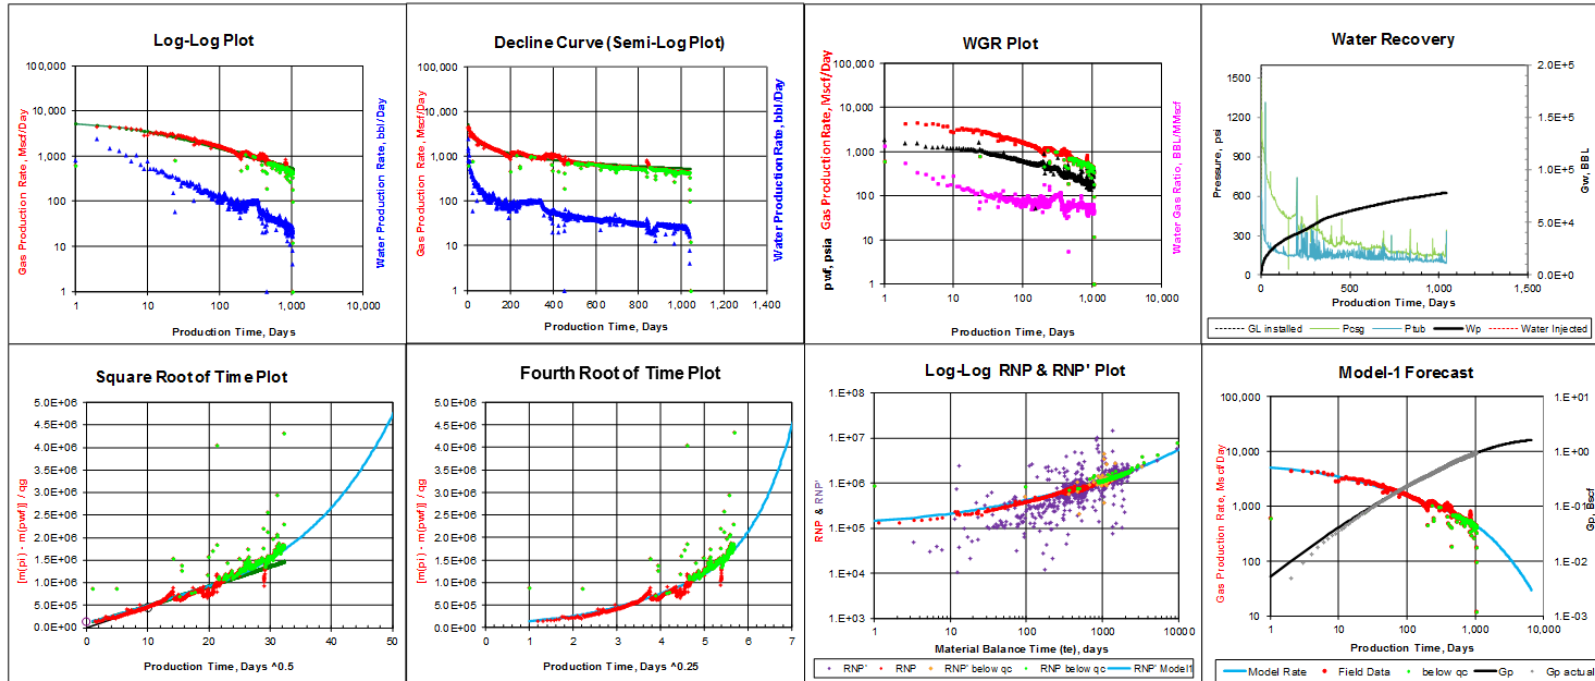 Log-Log Plot
100,000
10,000
1,000
100
10
1
1
10
100
1,000
10,000
Gas Production Rate, Mscf/Day
Water Production Rate, bbl/Day
Production Time, Days
Decline Curve (Semi-Log Plot)
100,000
10,000
1,000
100
10
1
0
200
400
600
800
1,000
1,200
1,400
Gas Production Rate, Mscf/Day
Water Production Rate, bbl/Day
Production Time, Days
WGR Plot
100,000
10,000
1,000
100
10
1
1
10
100
1,000
10,000
pwf, psia Gas Production Rate, Mscf/Day
Water Gas Ratio, BBL/MMscf
Production Time, Days
Water Recovery
1500
1200
900
600
300
0
2.0E+5
1.5E+5
1.0E+5
5.0E+4
0.0E+0
0
500
1,000
1,500
Pressure, psi
Gw, BBL
Production Time, Days
GL installed
Pcsg
Ptub
Wp
Water Injected
Square Root of Time Plot
5.0E+06
4.5E+06
4.0E+06
3.5E+06
3.0E+06
2.5E+06
2.0E+06
1.5E+06
1.0E+06
5.0E+05
0.0E+00
0
10
20
30
40
50
[m(pi) - m(pwf)] / qg
Production Time, Days ^0.5
Fourth Root of Time Plot
5.0E+06
4.5E+06
4.0E+06
3.5E+06
3.0E+06
2.5E+06
2.0E+06
1.5E+06
1.0E+06
5.0E+05
0.0E+00
0
1
2
3
4
5
6
7
[m(pi) - m(pwf)] / qg
Production Time, Days ^0.25
Log-Log RNP & RNP' Plot
1.E+08
1.E+07
1.E+06
1.E+05
1.E+04
1.E+03
1
10
100
1000
10000
RNP & RNP'
Material Balance Time (te), days
RNP'
RNP
RNP' below qc
RNP below qc
RNP' Model1
Model-1 Forecast
100,000
10,000
1,000
100
10
1.E+01
1.E+00
1.E-01
1.E-02
1.E-03
1
10
100
1,000
10,000
Gas Production Rate, Mscf/Day
Gp, Bscf
Production Time, Days
Model Rate
Field Data
below qc
Gp
Gp actual